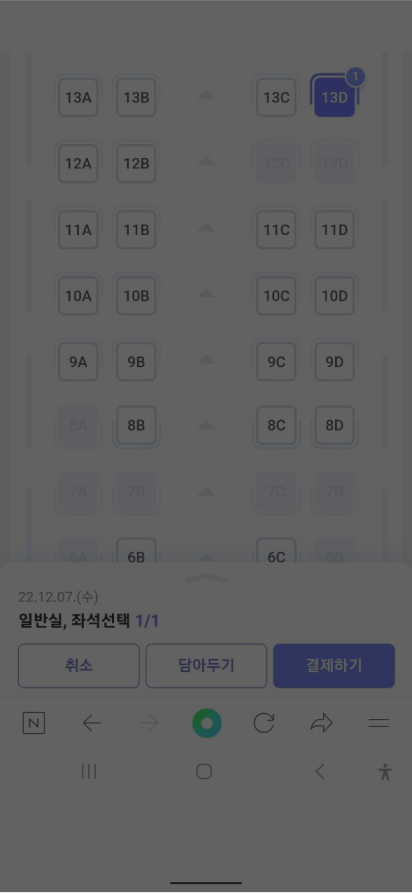 1
13A 13B 13C 13D
12A 12B 12C 12D
11A 11B 11C 11D
10A 10B 10C 10D
9A 9B 9C 9D
8A 8B 8C 8D
7A 7B 7C 7D
6A 6B 6C 6D
22.12.07.(수)
일반실, 좌석선택 1/1
취소 담아두기 결제하기
N